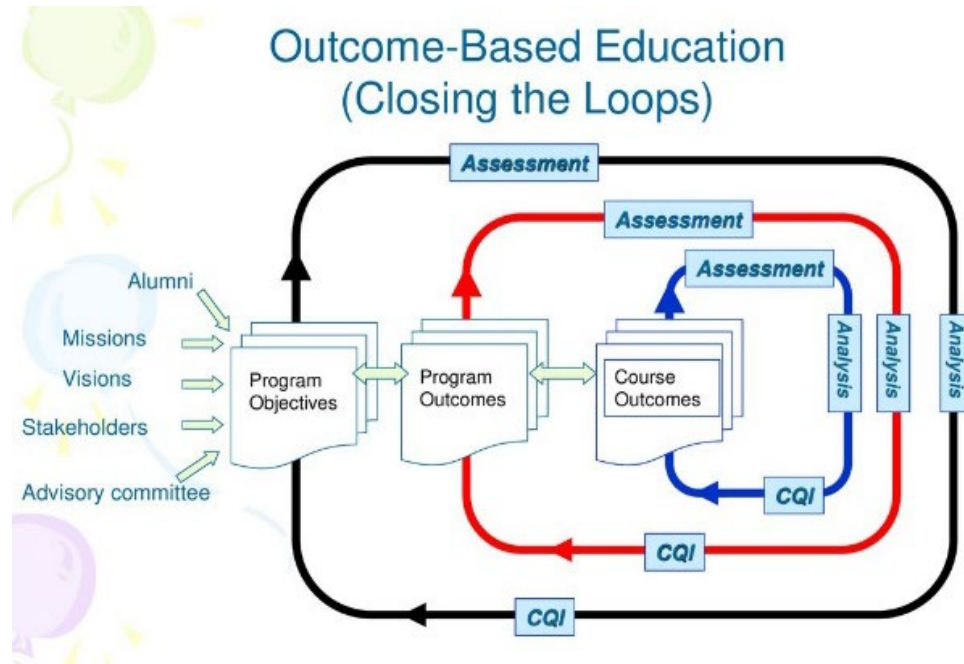 Outcome-Based Education
(Closing the Loops)
Assessment
Assessment
Assessment
Alumni
Missions
Visions
Stakeholders
Advisory committee
Program
Objectives
Program
Outcomes
Course
Outcomes
Analysis
Analysis
Analysis
CQI
CQI
CQI